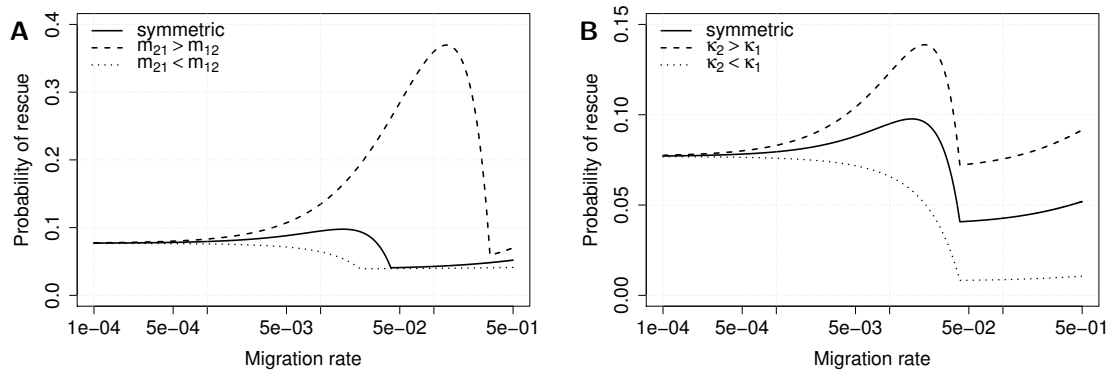 A
Probability of rescue
0.4
0.3
0.2
0.1
0.0
symmetric
m₂₁ > m₁₂
m₂₁ < m₁₂
1e−04 5e−04 5e−03 5e−02 5e−01
Migration rate
B
Probability of rescue
0.15
0.10
0.05
0.00
symmetric
κ₂ > κ₁
κ₂ < κ₁
1e−04 5e−04 5e−03 5e−02 5e−01
Migration rate